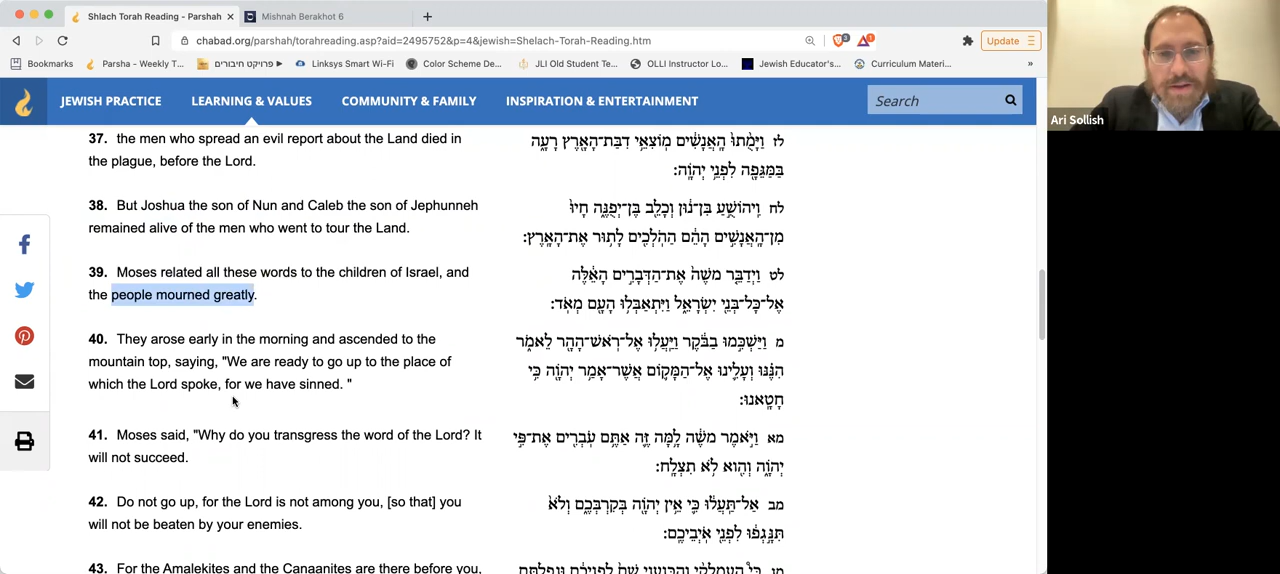 Shlach Torah Reading - Parshah
Mishnah Berakhot 6
chabad.org/parshah/torahreading.asp?aid=2495752&p=4&jewish=Shelach-Torah-Reading.htm
3
1
Update
Bookmarks
Parsha - Weekly T...
פרויקט חיבורים
Linksys Smart Wi-Fi
Color Scheme De...
JLI Old Student Te...
OLLI Instructor Lo...
Jewish Educator's...
Curriculum Materi...
»
JEWISH PRACTICE
LEARNING & VALUES
COMMUNITY & FAMILY
INSPIRATION & ENTERTAINMENT
Search
Ari Sollish
37. the men who spread an evil report about the Land died in
the plague, before the Lord.
לז וַיָּמֻ֨תוּ֙ הָֽאֲנָשִׁ֔ים מֽוֹצִאֵ֥י דִבַּת־הָאָ֖רֶץ רָעָ֑ה
בַּמַּגֵּפָ֖ה לִפְנֵ֥י יְהֹוָֽה:
38. But Joshua the son of Nun and Caleb the son of Jephunneh
remained alive of the men who went to tour the Land.
לח וִֽיהוֹשֻׁ֣עַ בִּן־נ֔וּן וְכָלֵ֖ב בֶּן־יְפֻנֶּ֑ה חָיוּ֙
מִן־הָֽאֲנָשִׁ֣ים הָהֵ֔ם הַהֹֽלְכִ֖ים לָת֥וּר אֶת־הָאָֽרֶץ:
39. Moses related all these words to the children of Israel, and
the people mourned greatly.
לט וַיְדַבֵּ֤ר משֶׁה֙ אֶת־הַדְּבָרִ֣ים הָאֵ֔לֶּה
אֶל־כָּל־בְּנֵ֖י יִשְׂרָאֵ֑ל וַיִּתְאַבְּל֥וּ הָעָ֖ם מְאֹֽד:
40. They arose early in the morning and ascended to the
mountain top, saying, "We are ready to go up to the place of
which the Lord spoke, for we have sinned. "
מ וַיַּשְׁכִּ֣מוּ בַבֹּ֔קֶר וַיַּֽעֲל֥וּ אֶל־רֹֽאשׁ־הָהָ֖ר לֵאמֹ֑ר
הִנֶּ֗נּוּ וְעָלִ֛ינוּ אֶל־הַמָּק֛וֹם אֲשֶׁר־אָמַ֥ר יְהֹוָ֖ה כִּ֥י
חָטָֽאנוּ:
41. Moses said, "Why do you transgress the word of the Lord? It
will not succeed.
מא וַיֹּ֣אמֶר משֶׁ֔ה לָ֥מָּה זֶּ֛ה אַתֶּ֥ם עֹֽבְרִ֖ים אֶת־פִּ֣י
יְהֹוָ֑ה וְהִ֖וא לֹ֥א תִצְלָֽח:
42. Do not go up, for the Lord is not among you, [so that] you
will not be beaten by your enemies.
מב אַל־תַּֽעֲל֔וּ כִּ֛י אֵ֥ין יְהֹוָ֖ה בְּקִרְבְּכֶ֑ם וְלֹא֙
תִּנָּ֣גְפ֔וּ לִפְנֵ֖י אֹֽיְבֵיכֶֽם:
43. For the Amalekites and the Canaanites are there before you,
מג כִּי֩ הָֽעֲמָלֵקִ֨י וְהַכְּנַֽעֲנִ֥י שָׁם֙ לִפְנֵיכֶ֔ם וּנְפַלְתֶּ֖ם